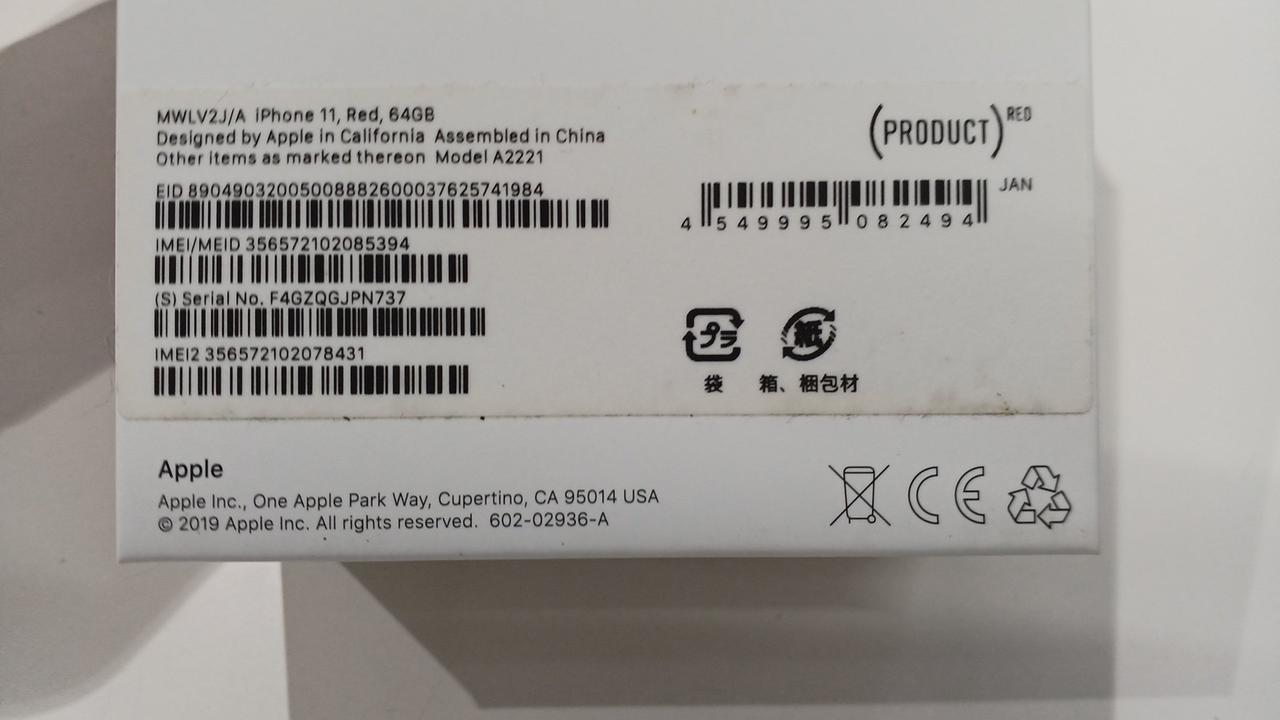 MWLV2J/A iPhone 11, Red, 64GB
Designed by Apple in California Assembled in China
Other items as marked thereon Model A2221
(PRODUCT)RED
EID 89049032005008882600037625741984
IMEI/MEID 356572102085394
(S) Serial No. F4GZQGJPN737
IMEI2 356572102078431
JAN
4 549995 082494
プラ
袋
紙
箱、梱包材
Apple
Apple Inc., One Apple Park Way, Cupertino, CA 95014 USA
© 2019 Apple Inc. All rights reserved. 602-02936-A
CE